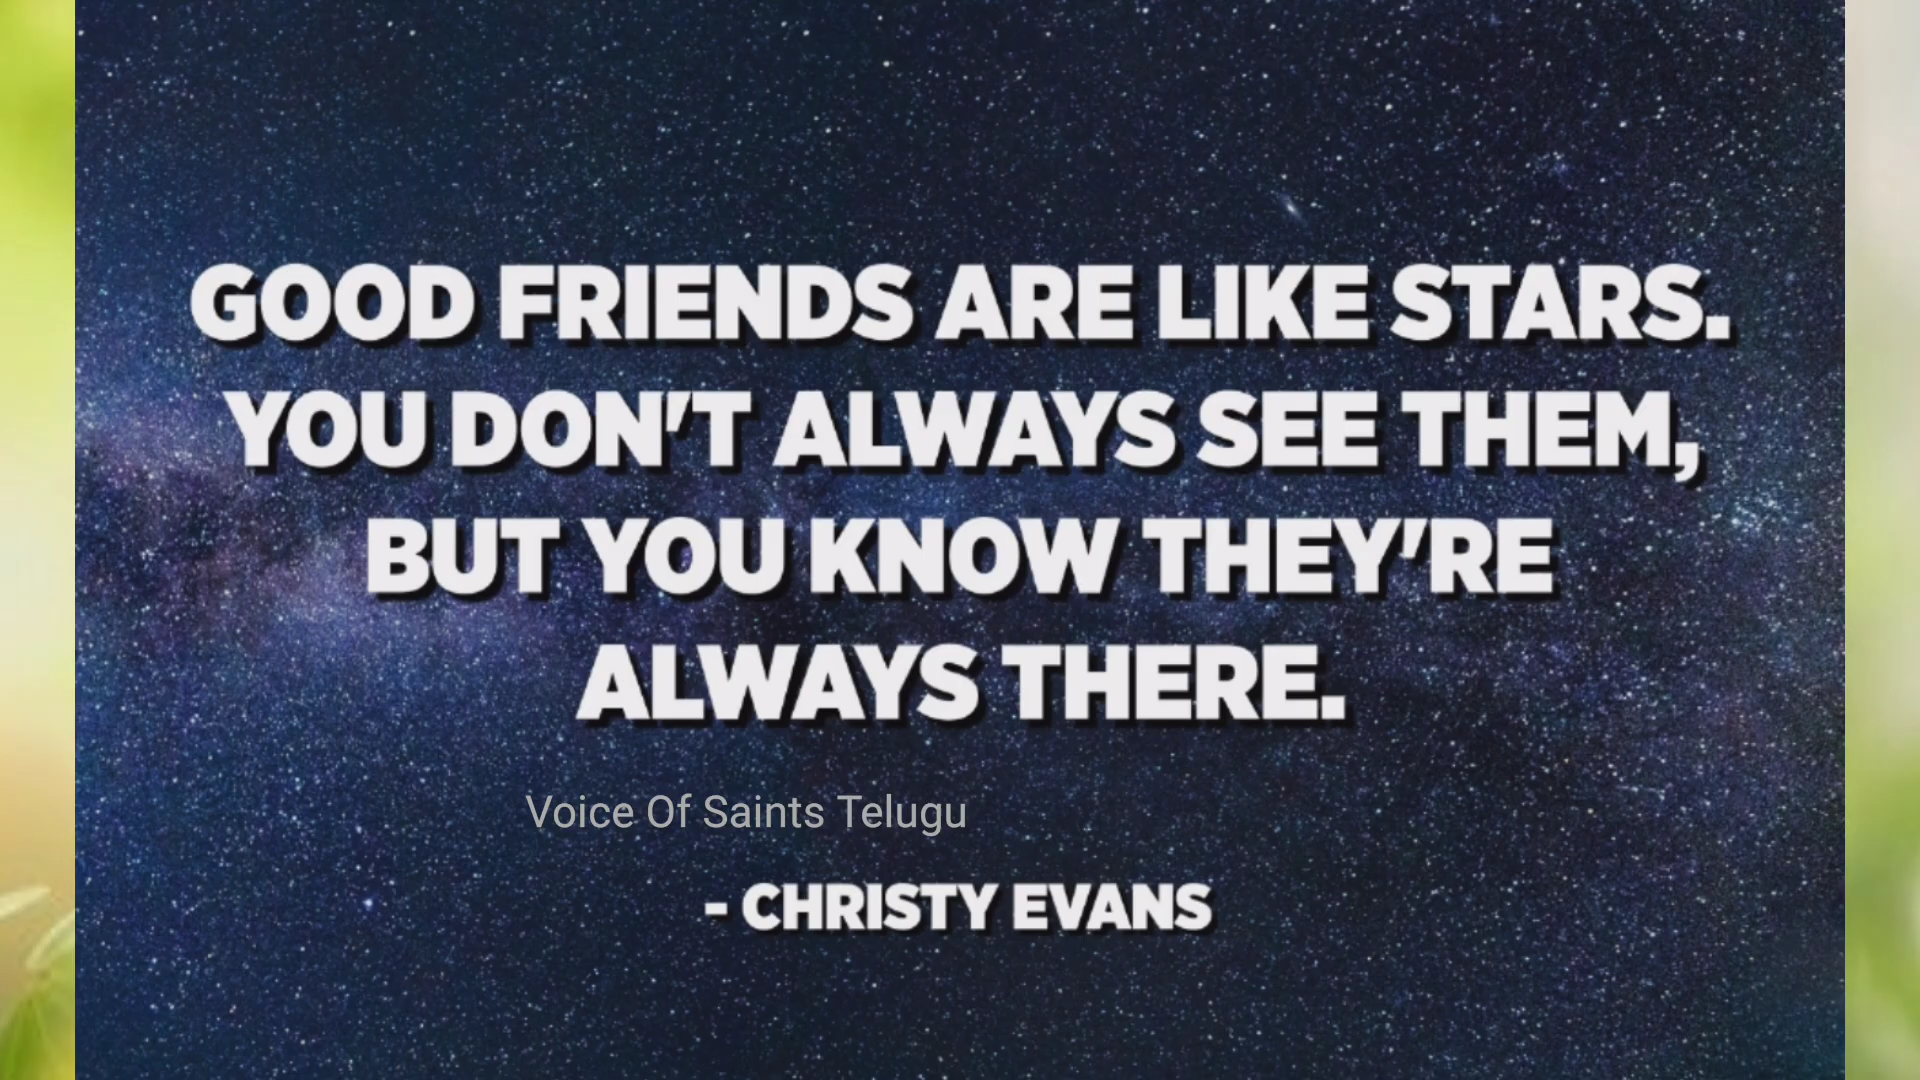 GOOD FRIENDS ARE LIKE STARS.
YOU DON'T ALWAYS SEE THEM,
BUT YOU KNOW THEY'RE
ALWAYS THERE.
Voice Of Saints Telugu
- CHRISTY EVANS